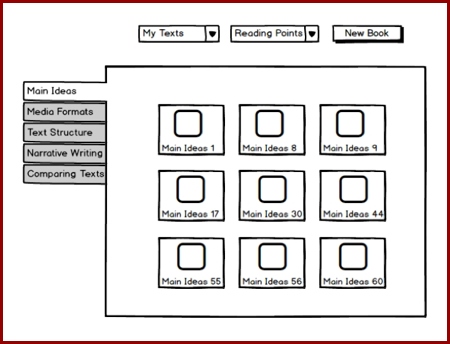 My Texts
Reading Points
New Book
Main Ideas
Media Formats
Text Structure
Narrative Writing
Comparing Texts
Main Ideas 1
Main Ideas 8
Main Ideas 9
Main Ideas 17
Main Ideas 30
Main Ideas 44
Main Ideas 55
Main Ideas 56
Main Ideas 60